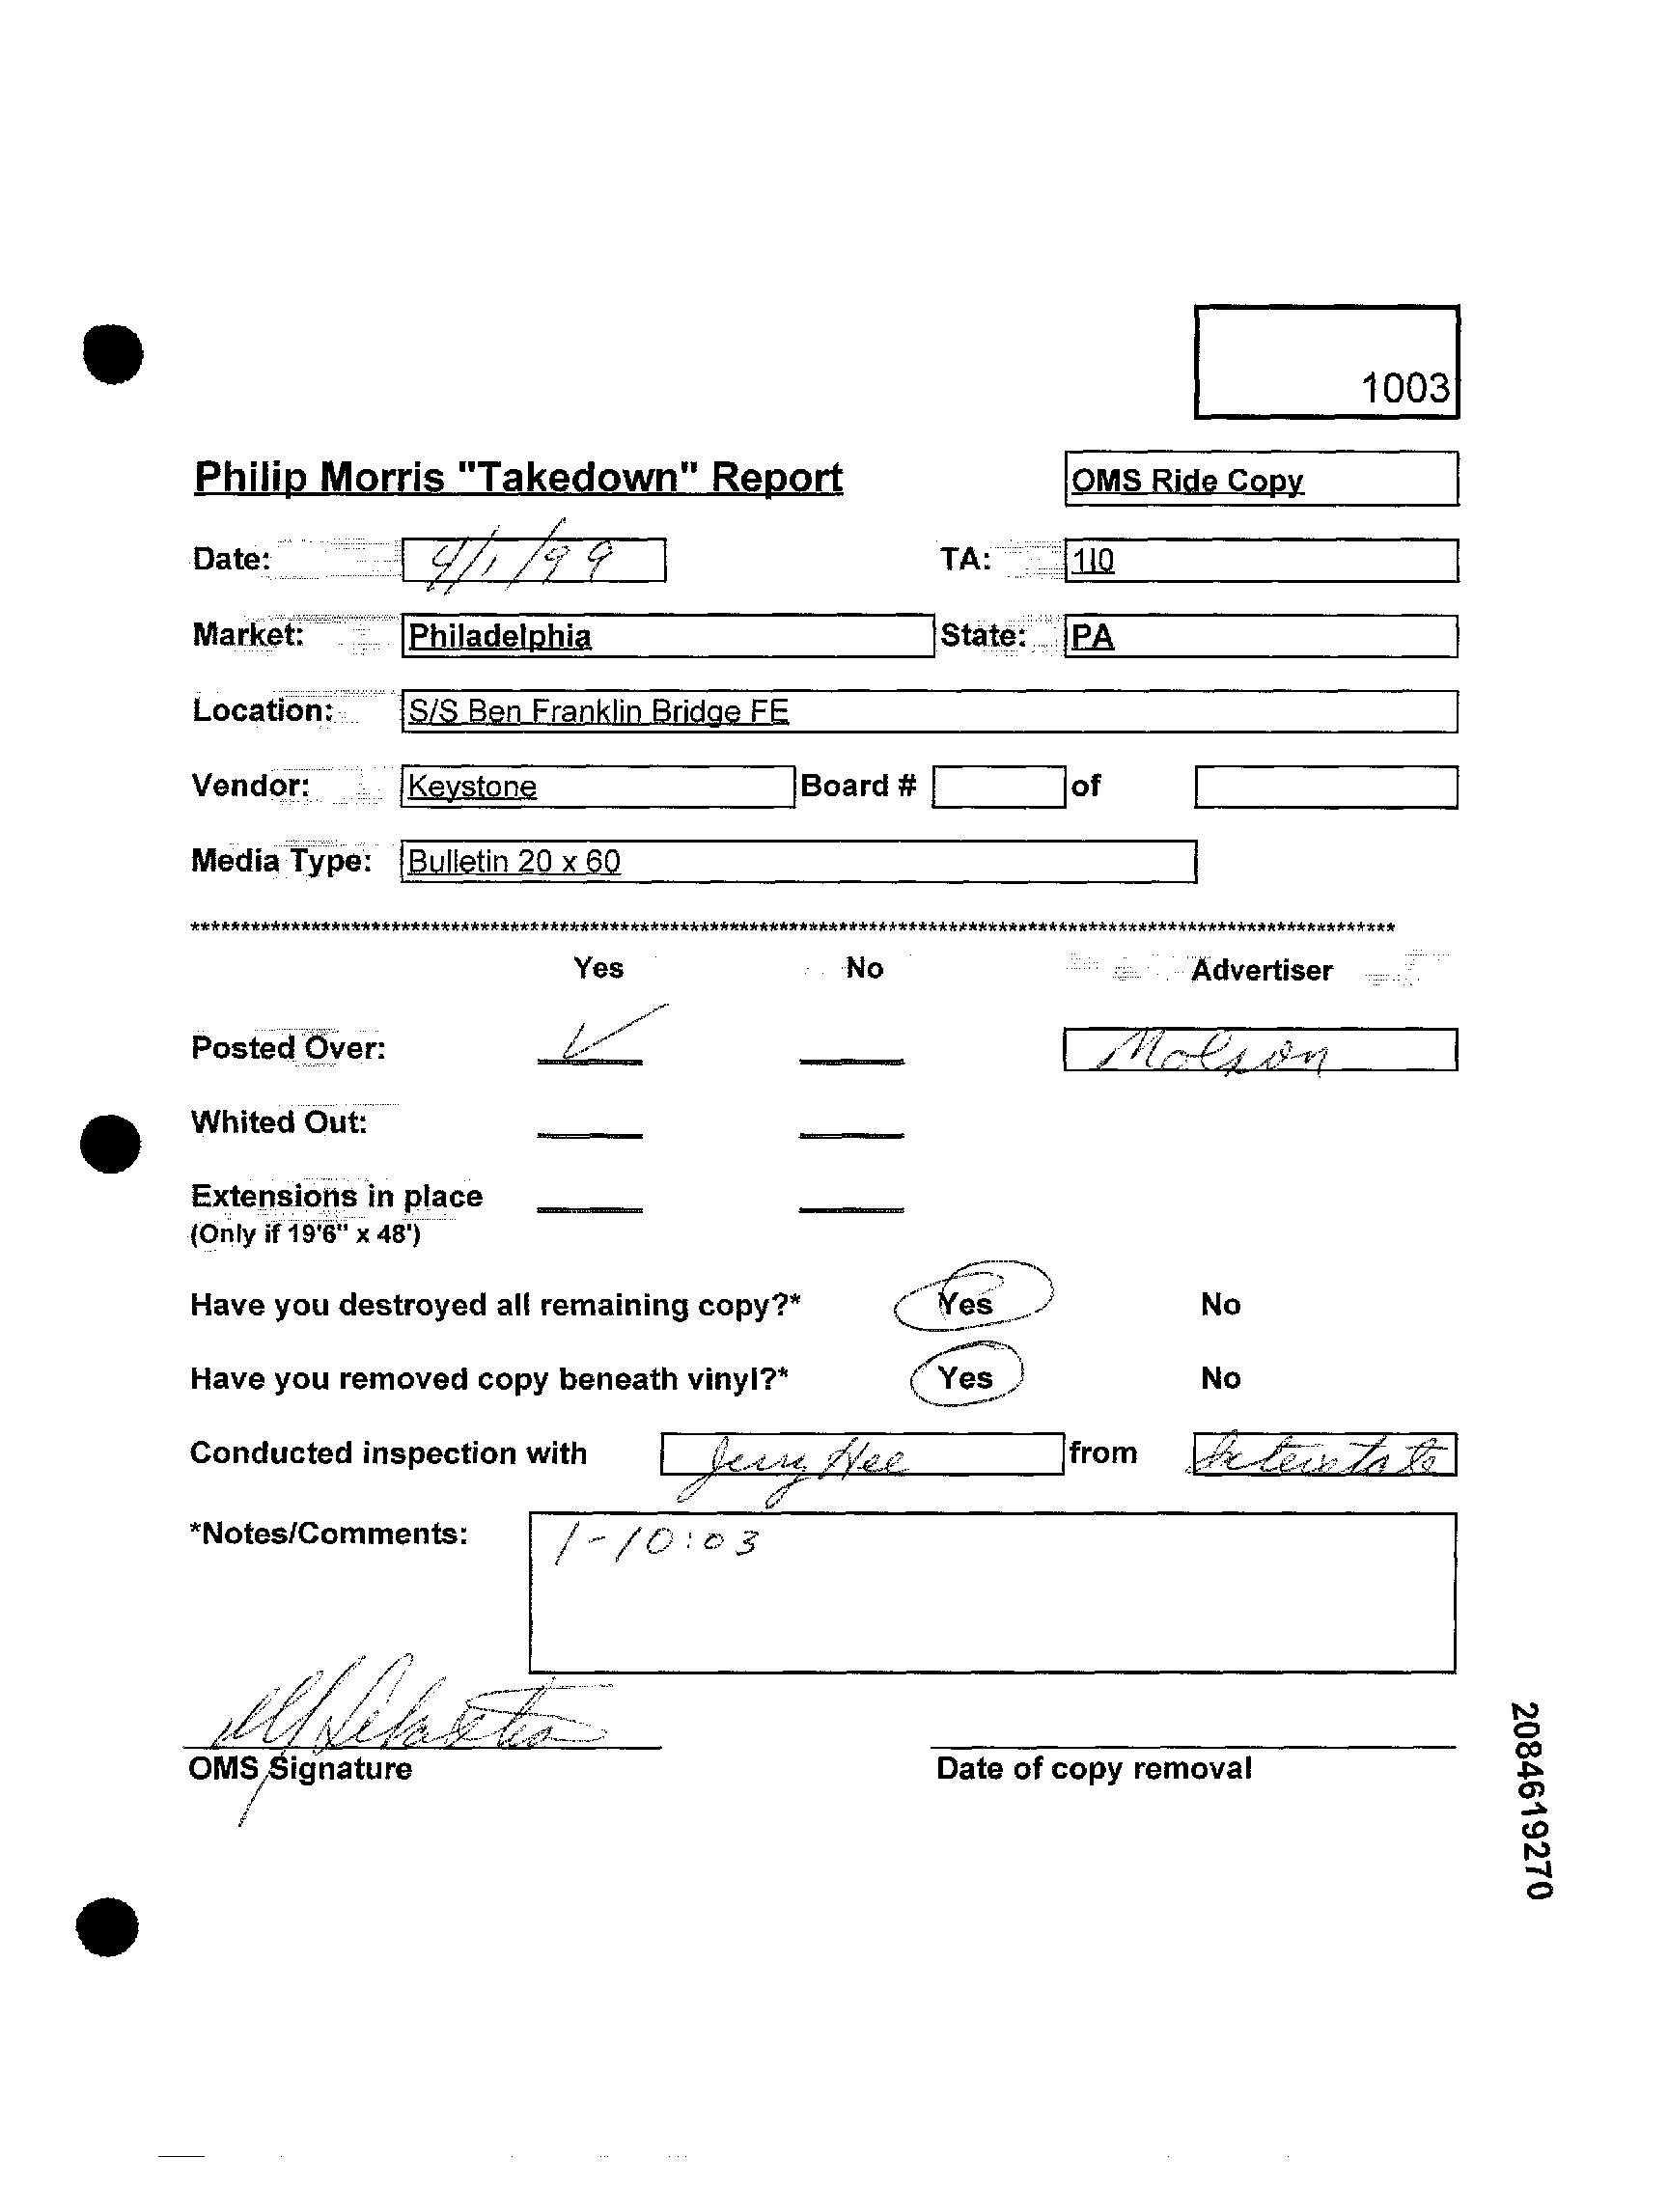 1003
Philip Morris "Takedown" Report OMS Ride Copy
Date: 4/1/99 TA: 110
Market: Philadelphia State: PA
Location: S/S Ben Franklin Bridge FE
Vendor: Keystone Board # of
Media Type: Bulletin 20 x 60
************************************************************************************************************************
Yes No Advertiser
Posted Over: ✓ Molson
Whited Out:
Extensions in place
(Only if 19'6" x 48')
Have you destroyed all remaining copy?* Yes No
Have you removed copy beneath vinyl?* Yes No
Conducted inspection with Jerry from Interstate
*Notes/Comments: 1-10:03
OMS Signature Date of copy removal
2084619270